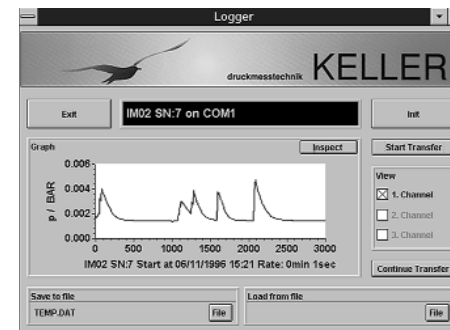 Logger
druckmesstechnik KELLER
Exit
IM02 SN:7 on COM1
Init
Graph
Inspect
Start Transfer
0.006
0.004
0.002
0.000
p / BAR
0 500 1000 1500 2000 2500 3000
IM02 SN:7 Start at 06/11/1996 15:21 Rate: 0min 1sec
View
1. Channel
2. Channel
3. Channel
Continue Transfer
Save to file
TEMP.DAT
File
Load from file
File